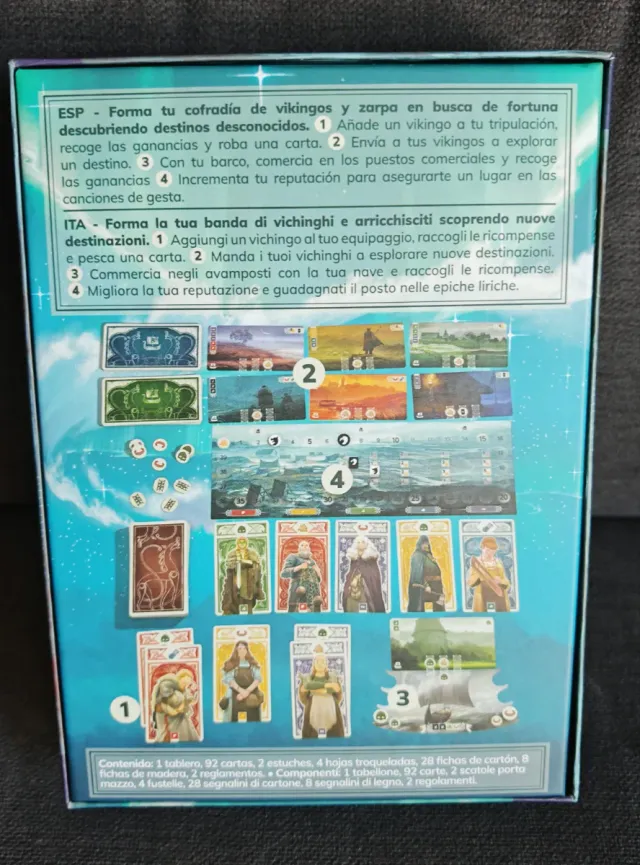 ESP - Forma tu cofradía de vikingos y zarpa en busca de fortuna
descubriendo destinos desconocidos. 1 Añade un vikingo a tu tripulación,
recoge las ganancias y roba una carta. 2 Envía a tus vikingos a explorar
un destino. 3 Con tu barco, comercia en los puestos comerciales y recoge
las ganancias 4 Incrementa tu reputación para asegurarte un lugar en las
canciones de gesta.
ITA - Forma la tua banda di vichinghi e arricchisciti scoprendo nuove
destinazioni. 1 Aggiungi un vichingo al tuo equipaggio, raccogli le ricompense
e pesca una carta. 2 Manda i tuoi vichinghi a esplorare nuove destinazioni.
3 Commercia negli avamposti con la tua nave e raccogli le ricompense.
4 Migliora la tua reputazione e guadagnati il posto nelle epiche liriche.
2
4
1
3
Contenido: 1 tablero, 92 cartas, 2 estuches, 4 hojas troqueladas, 28 fichas de cartón, 8
fichas de madera, 2 reglamentos. • Componenti: 1 tabellone, 92 carte, 2 scatole porta
mazzo, 4 fustelle, 28 segnalini di cartone, 8 segnalini di legno, 2 regolamenti.